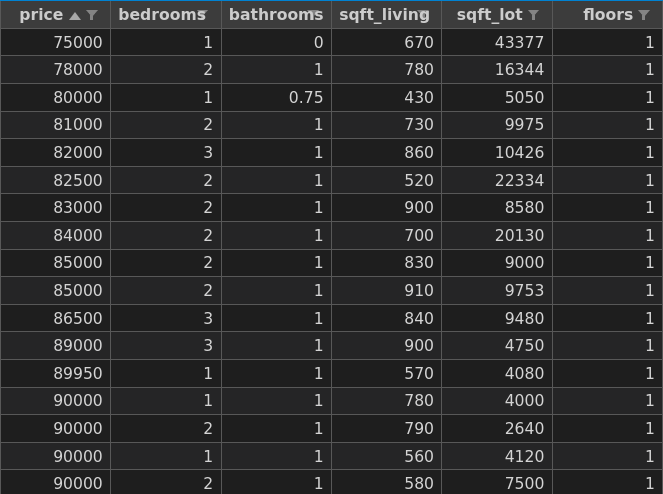 price bedrooms bathrooms sqft_living sqft_lot floors
75000 1 0 670 43377 1
78000 2 1 780 16344 1
80000 1 0.75 430 5050 1
81000 2 1 730 9975 1
82000 3 1 860 10426 1
82500 2 1 520 22334 1
83000 2 1 900 8580 1
84000 2 1 700 20130 1
85000 2 1 830 9000 1
85000 2 1 910 9753 1
86500 3 1 840 9480 1
89000 3 1 900 4750 1
89950 1 1 570 4080 1
90000 1 1 780 4000 1
90000 2 1 790 2640 1
90000 1 1 560 4120 1
90000 2 1 580 7500 1